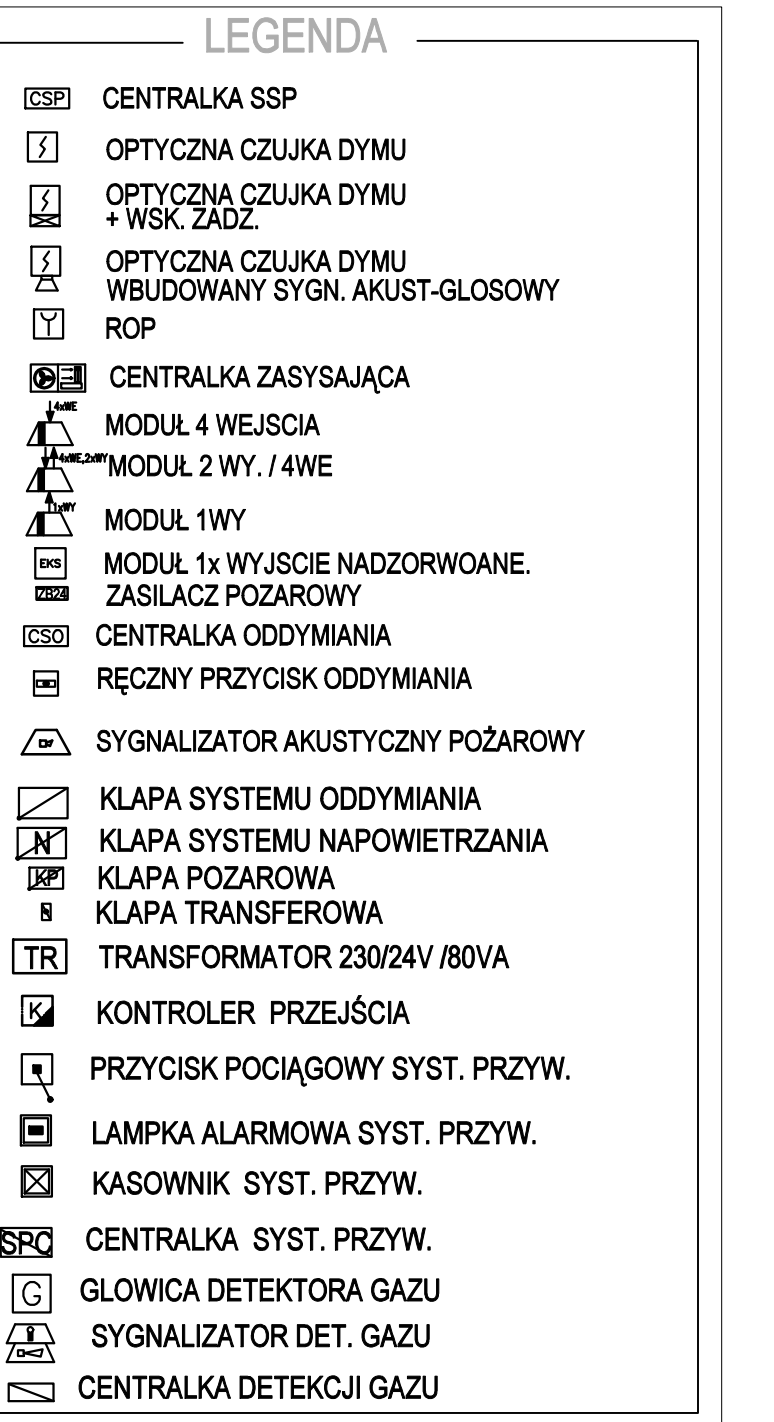 LEGENDA
CSP CENTRALKA SSP
OPTYCZNA CZUJKA DYMU
OPTYCZNA CZUJKA DYMU
+ WSK. ZADZ.
OPTYCZNA CZUJKA DYMU
WBUDOWANY SYGN. AKUST-GLOSOWY
ROP
CENTRALKA ZASYSAJĄCA
4xWE
MODUŁ 4 WEJSCIA
4xWE,2xWY MODUŁ 2 WY. / 4WE
1xWY
MODUŁ 1WY
EKS MODUŁ 1x WYJSCIE NADZORWOANE.
ZB24 ZASILACZ POZAROWY
CSO CENTRALKA ODDYMIANIA
RĘCZNY PRZYCISK ODDYMIANIA
SYGNALIZATOR AKUSTYCZNY POŻAROWY
KLAPA SYSTEMU ODDYMIANIA
N KLAPA SYSTEMU NAPOWIETRZANIA
KP KLAPA POZAROWA
KLAPA TRANSFEROWA
TR TRANSFORMATOR 230/24V /80VA
K KONTROLER PRZEJŚCIA
PRZYCISK POCIĄGOWY SYST. PRZYW.
LAMPKA ALARMOWA SYST. PRZYW.
KASOWNIK SYST. PRZYW.
SPC CENTRALKA SYST. PRZYW.
G GLOWICA DETEKTORA GAZU
SYGNALIZATOR DET. GAZU
CENTRALKA DETEKCJI GAZU